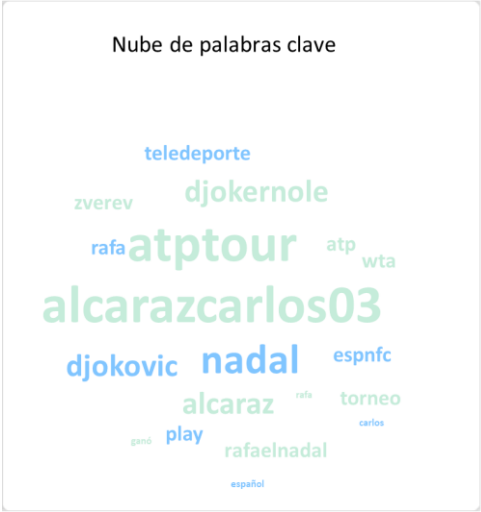 Nube de palabras clave
teledeporte
djokernole
zverev
rafa
atptour
atp
wta
alcarazcarlos03
djokovic
nadal
espnfc
alcaraz
rafa
torneo
carlos
play
ganó
rafaelnadal
español